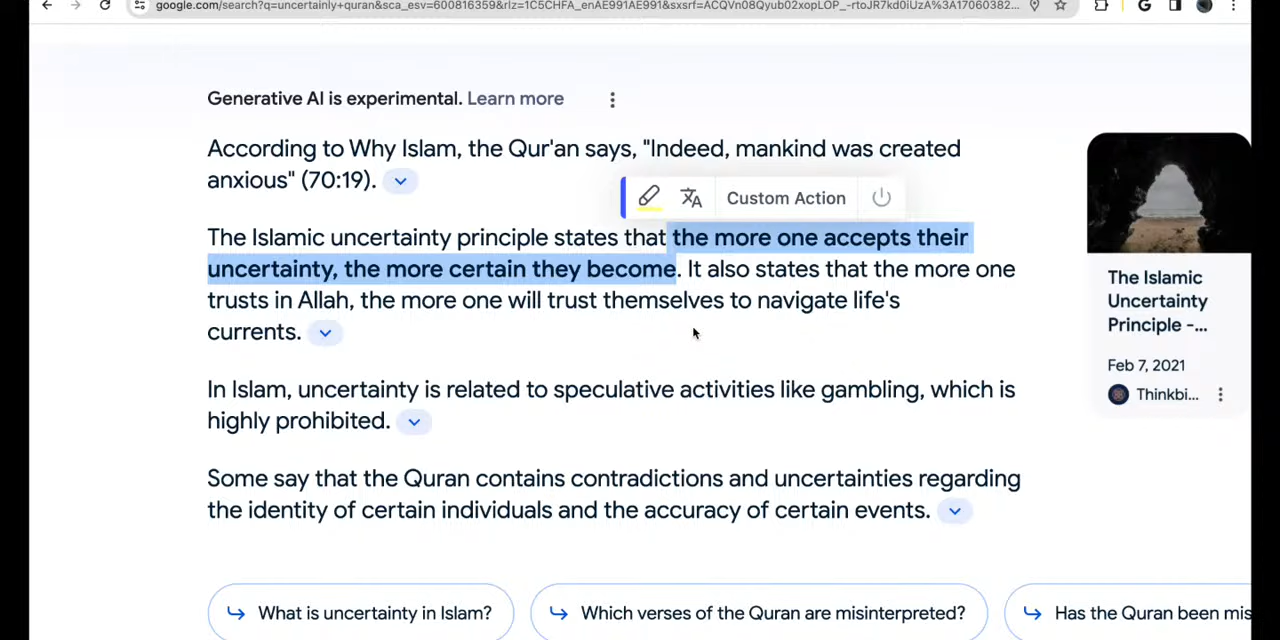 google.com/search?q=uncertainly+quran&sca_esv=600816359&rlz=1C5CHFA_enAE991AE991&sxsrf=ACQVn08Qyub02xopLOP_-rtoJR7kd0iUzA%3A17060382...
Generative AI is experimental. Learn more
According to Why Islam, the Qur'an says, "Indeed, mankind was created
anxious" (70:19).
Custom Action
The Islamic uncertainty principle states that the more one accepts their
uncertainty, the more certain they become. It also states that the more one
trusts in Allah, the more one will trust themselves to navigate life's
currents.
In Islam, uncertainty is related to speculative activities like gambling, which is
highly prohibited.
Some say that the Quran contains contradictions and uncertainties regarding
the identity of certain individuals and the accuracy of certain events.
The Islamic
Uncertainty
Principle -...
Feb 7, 2021
Thinkbi...
What is uncertainty in Islam?
Which verses of the Quran are misinterpreted?
Has the Quran been mis